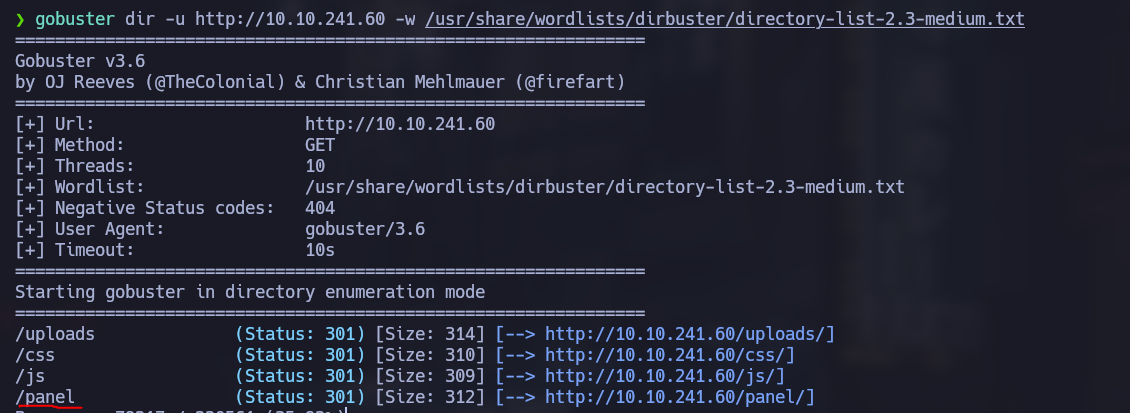 ❯ gobuster dir -u http://10.10.241.60 -w /usr/share/wordlists/dirbuster/directory-list-2.3-medium.txt
===============================================================
Gobuster v3.6
by OJ Reeves (@TheColonial) & Christian Mehlmauer (@firefart)
===============================================================
[+] Url:                     http://10.10.241.60
[+] Method:                  GET
[+] Threads:                 10
[+] Wordlist:                /usr/share/wordlists/dirbuster/directory-list-2.3-medium.txt
[+] Negative Status codes:   404
[+] User Agent:              gobuster/3.6
[+] Timeout:                 10s
===============================================================
Starting gobuster in directory enumeration mode
===============================================================
/uploads              (Status: 301) [Size: 314] [--> http://10.10.241.60/uploads/]
/css                  (Status: 301) [Size: 310] [--> http://10.10.241.60/css/]
/js                   (Status: 301) [Size: 309] [--> http://10.10.241.60/js/]
/panel                (Status: 301) [Size: 312] [--> http://10.10.241.60/panel/]